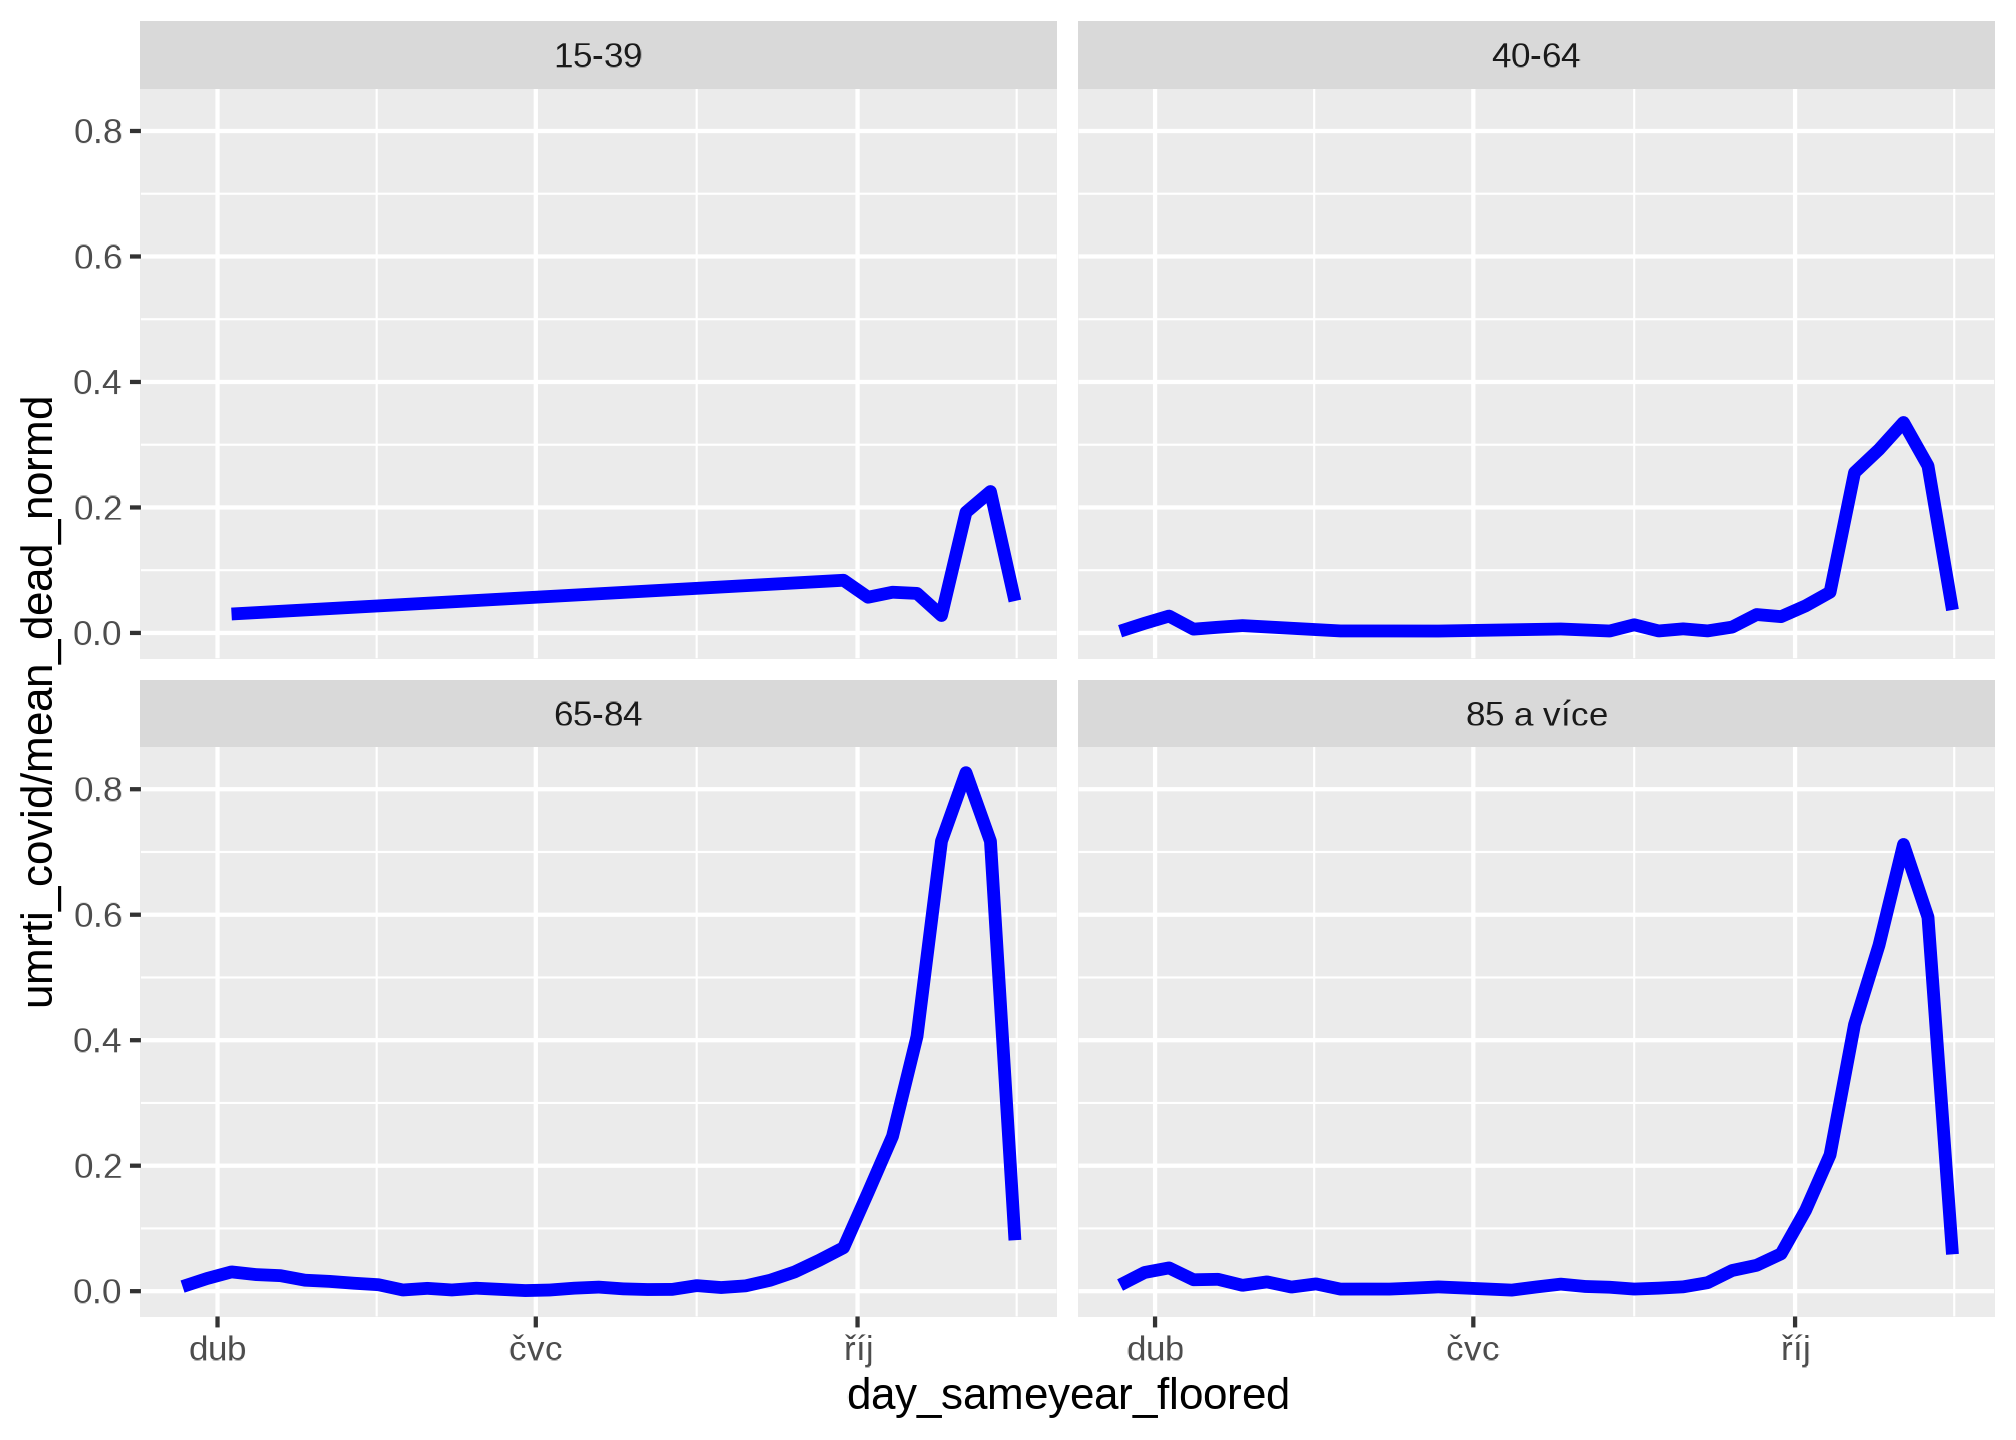 15-39
40-64
0.8
0.6
0.4
0.2
0.0
65-84
85 a více
0.8
0.6
0.4
0.2
0.0
dub
čvc
říj
dub
čvc
říj
day_sameyear_floored
umrti_covid/mean_dead_normd